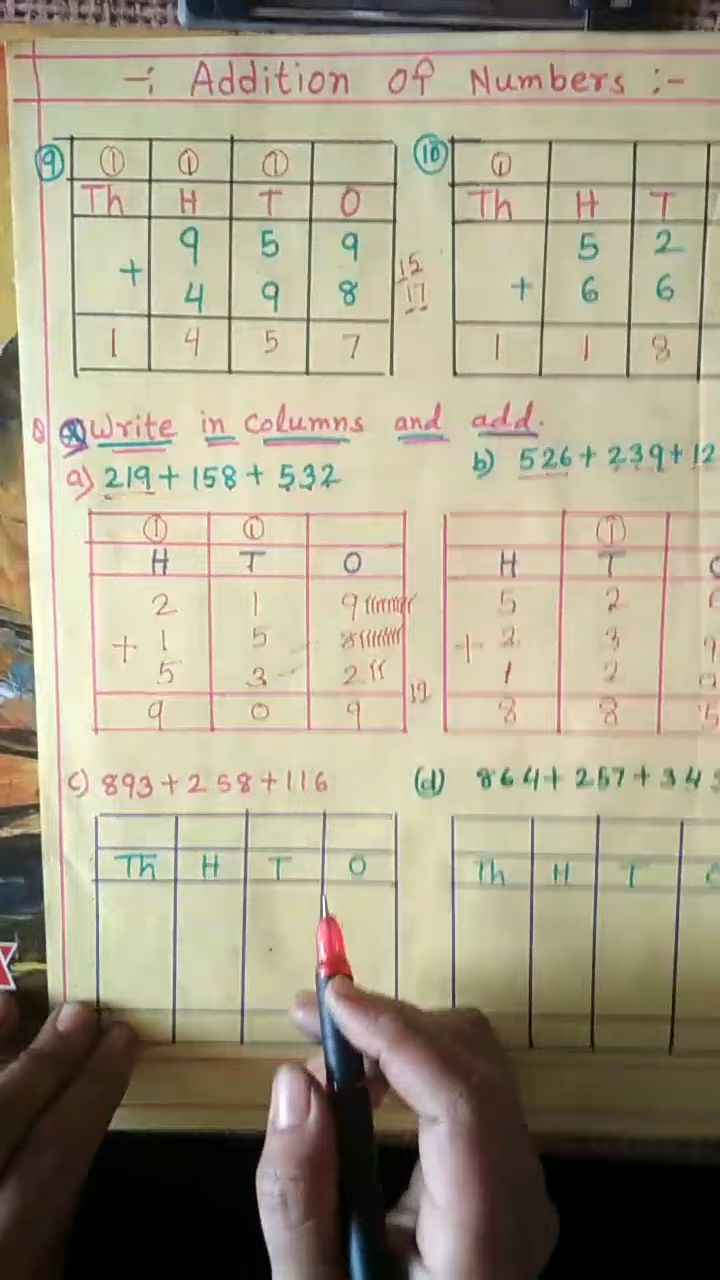 -: Addition of Numbers :-
9 ① ① ①
Th H T O
9 5 9
+ 4 9 8
1 4 5 7
15
17
10 ①
Th H T
5 2
+ 6 6
1 1 8
Write in columns and add.
a) 219 + 158 + 532
① ①
H T O
2 1 9
+ 1 5 8
5 3 2
9 0 9
19
b) 526 + 239 + 12
①
H T
5 2
+ 2 3 9
1 2
8 8
c) 893 + 258 + 116
Th H T O
(d) 864 + 257 + 34
Th H T